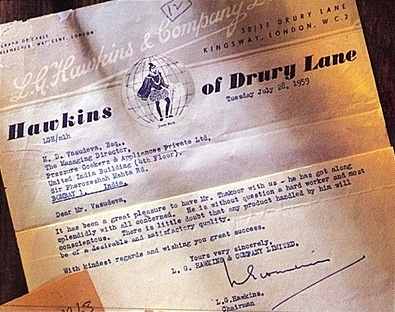 12
30/35 DRURY LANE
KINGSWAY, LONDON, W.C.2
L.G. Hawkins & Company
Hawkins of Drury Lane
Tuesday July 28, 1959
LGH/mlh
H. D. Vasudeva, Esq.,
The Managing Director,
Pressure Cookers & Appliances Private Ltd,
United India Building (4th Floor),
Sir Pherozeshah Mehta Rd.
BOMBAY 1. India.
Dear Mr. Vasudeva,
It has been a great pleasure to have Mr. Thakoor with us - he has got along
splendidly with all concerned. He is without question a hard worker and most
conscientious. There is little doubt that any product handled by him will
be of a desirable and satisfactory quality.
With kindest regards and wishing you great success.
Yours very sincerely,
L. G. HAWKINS & COMPANY LIMITED.
L.G.Hawkins.
Chairman